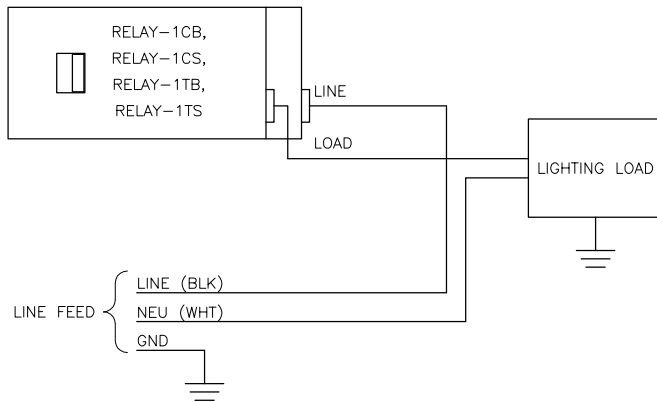 RELAY-1CB,
RELAY-1CS,
RELAY-1TB,
RELAY-1TS
LINE
LOAD
LIGHTING LOAD
LINE FEED
LINE (BLK)
NEU (WHT)
GND